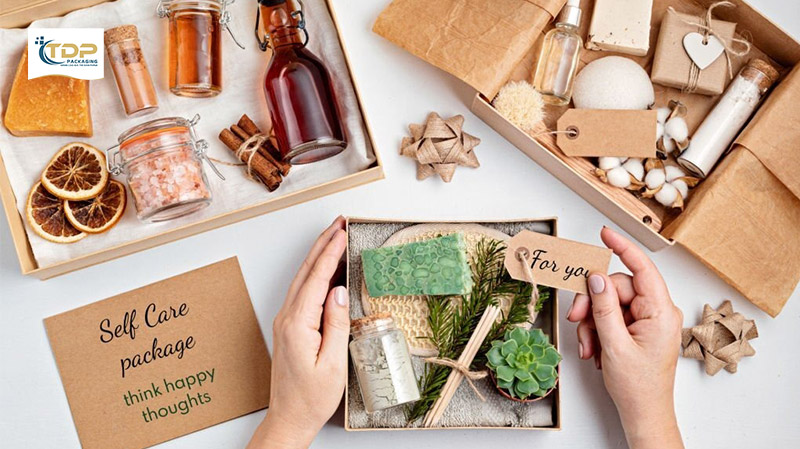 TDP
PACKAGING
For you
Self Care
package
think happy
thoughts